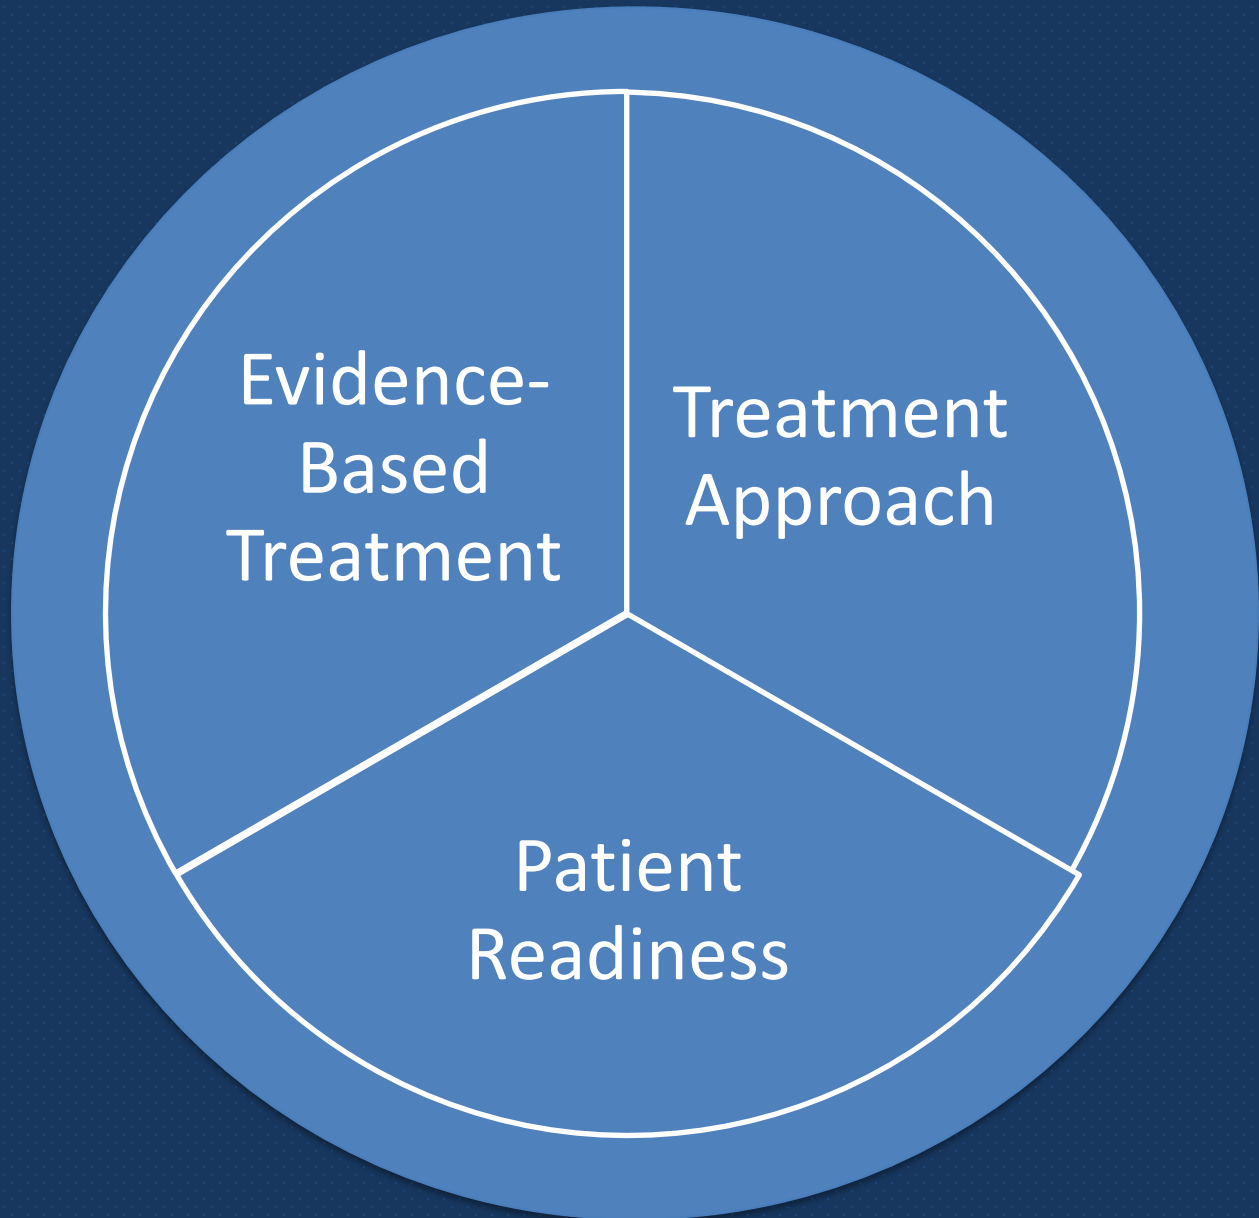 Evidence-
Based
Treatment
Treatment
Approach
Patient
Readiness